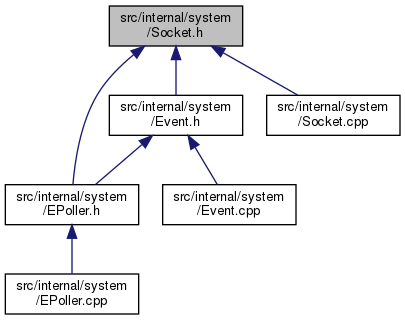 src/internal/system
/Socket.h
src/internal/system
/Event.h
src/internal/system
/Socket.cpp
src/internal/system
/EPoller.h
src/internal/system
/Event.cpp
src/internal/system
/EPoller.cpp